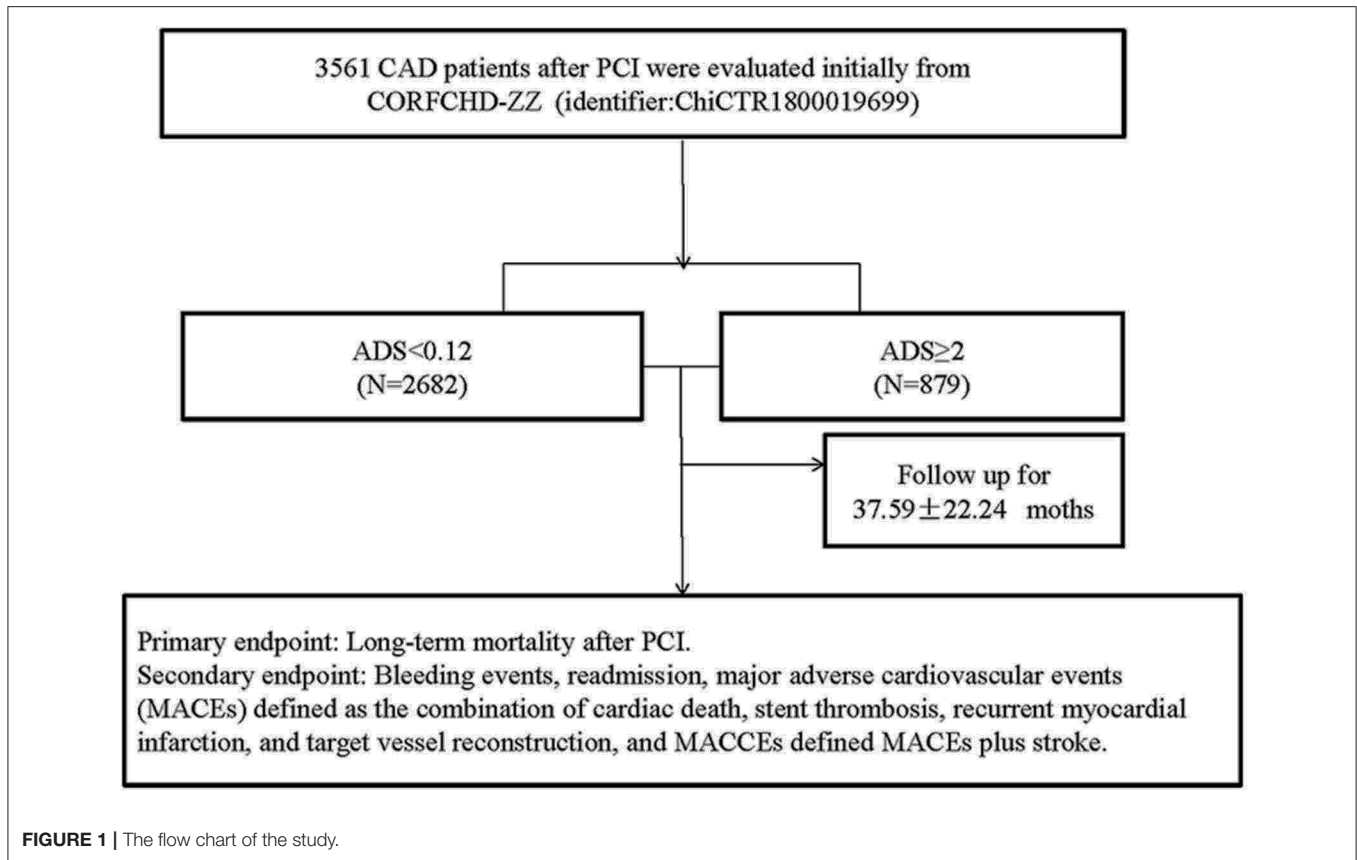 3561 CAD patients after PCI were evaluated initially from
CORFCHD-ZZ (identifier:ChiCTR1800019699)
ADS<0.12
(N=2682)
ADS≥2
(N=879)
Follow up for
37.59±22.24 moths
Primary endpoint: Long-term mortality after PCI.
Secondary endpoint: Bleeding events, readmission, major adverse cardiovascular events
(MACEs) defined as the combination of cardiac death, stent thrombosis, recurrent myocardial
infarction, and target vessel reconstruction, and MACCEs defined MACEs plus stroke.
FIGURE 1 | The flow chart of the study.